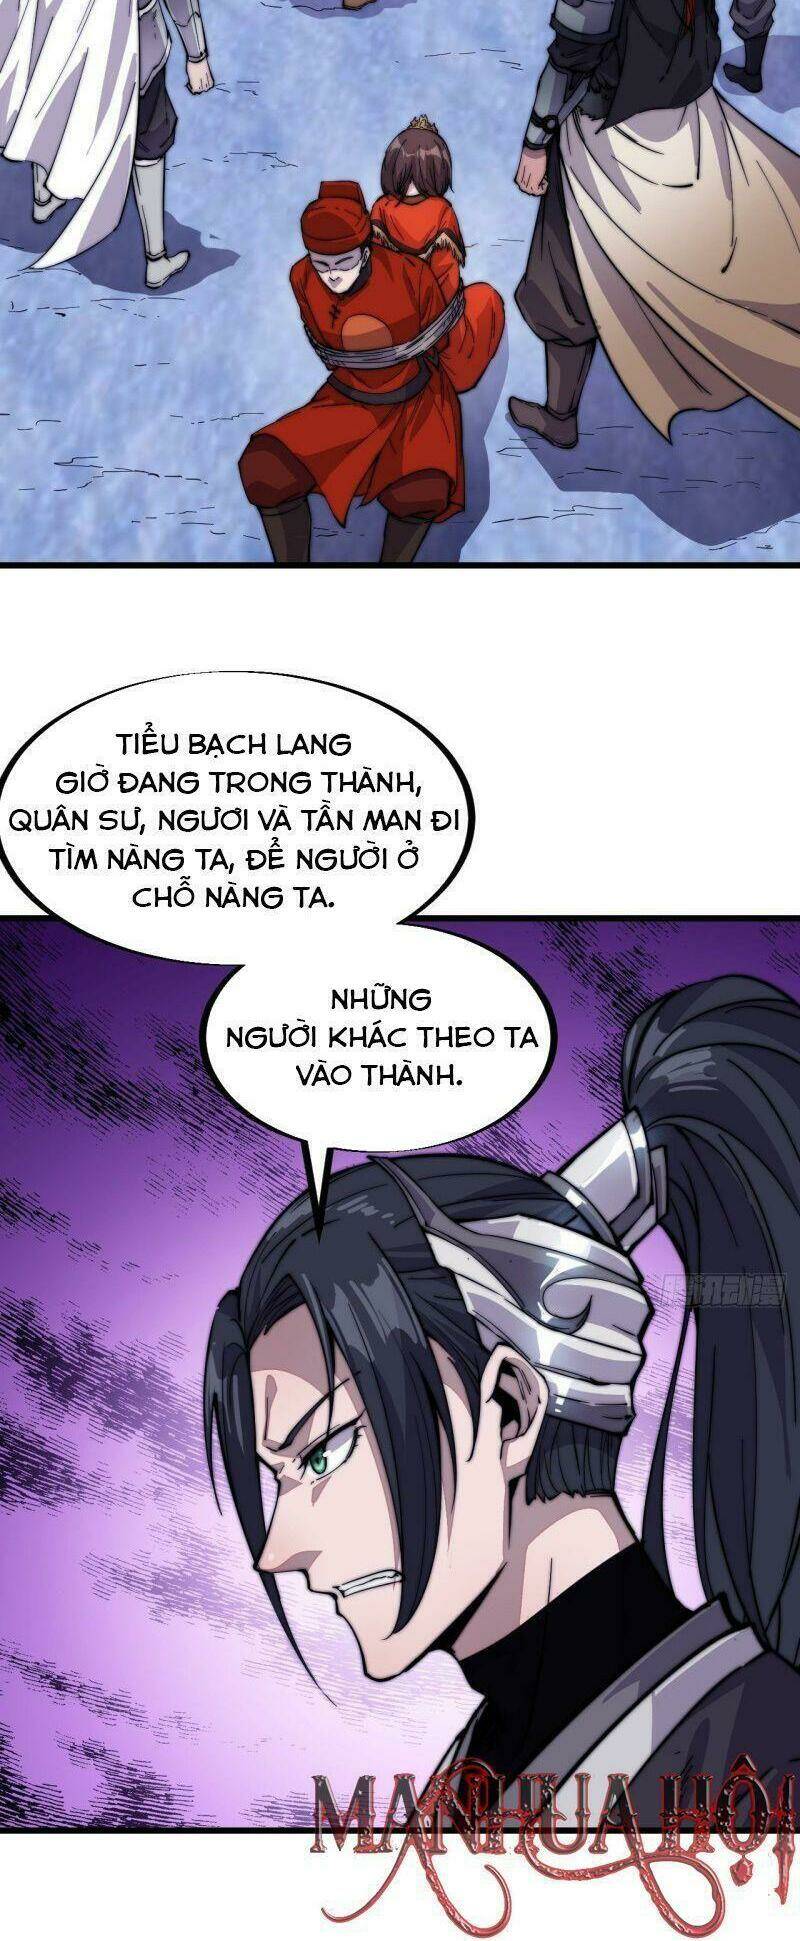 TIỂU BẠCH LANG
GIỜ ĐANG TRONG THÀNH,
QUÂN SƯ, NGƯƠI VÀ TẦN MAN ĐI
TÌM NÀNG TA, ĐỂ NGƯỜI Ở
CHỖ NÀNG TA.
NHỮNG
NGƯỜI KHÁC THEO TA
VÀO THÀNH.
MANHUA HỘI